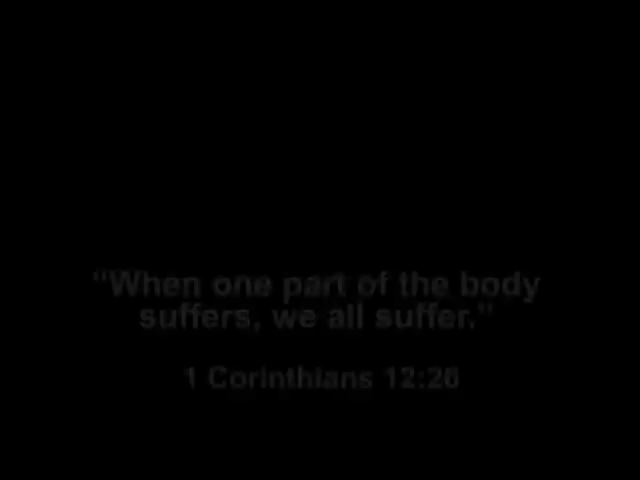 "When one part of the body
suffers, we all suffer."
1 Corinthians 12:26